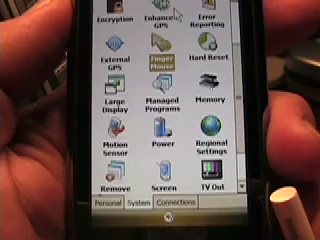 Encryption Enhance GPS Error Reporting
External GPS Finger Mouse Hard Reset
Large Display Managed Programs Memory
Motion Sensor Power Regional Settings
Remove Screen TV Out
Personal System Connections